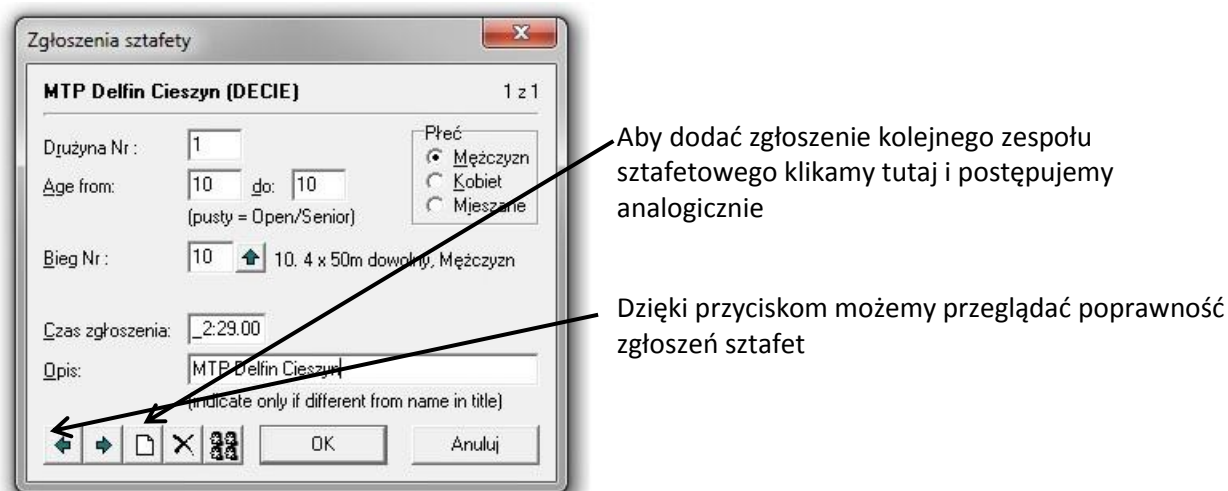 Zgłoszenia sztafety
MTP Delfin Cieszyn (DECIE) 1 z 1
Drużyna Nr : 1
Płeć
Mężczyzn
Kobiet
Mieszane
Age from: 10 do: 10
(pusty = Open/Senior)
Bieg Nr : 10 10. 4 x 50m dowolny, Mężczyzn
Czas zgłoszenia: _2:29.00
Opis: MTP Delfin Cieszyn
(indicate only if different from name in title)
OK Anuluj
Aby dodać zgłoszenie kolejnego zespołu
sztafetowego klikamy tutaj i postępujemy
analogicznie
Dzięki przyciskom możemy przeglądać poprawność
zgłoszeń sztafet